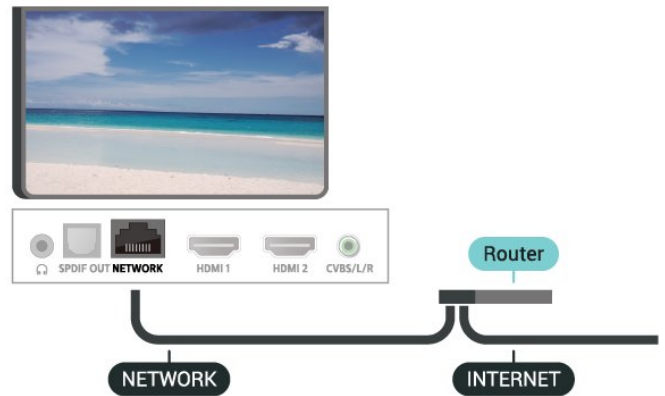 Router
SPDIF OUT NETWORK HDMI 1 HDMI 2 CVBS/L/R
NETWORK INTERNET